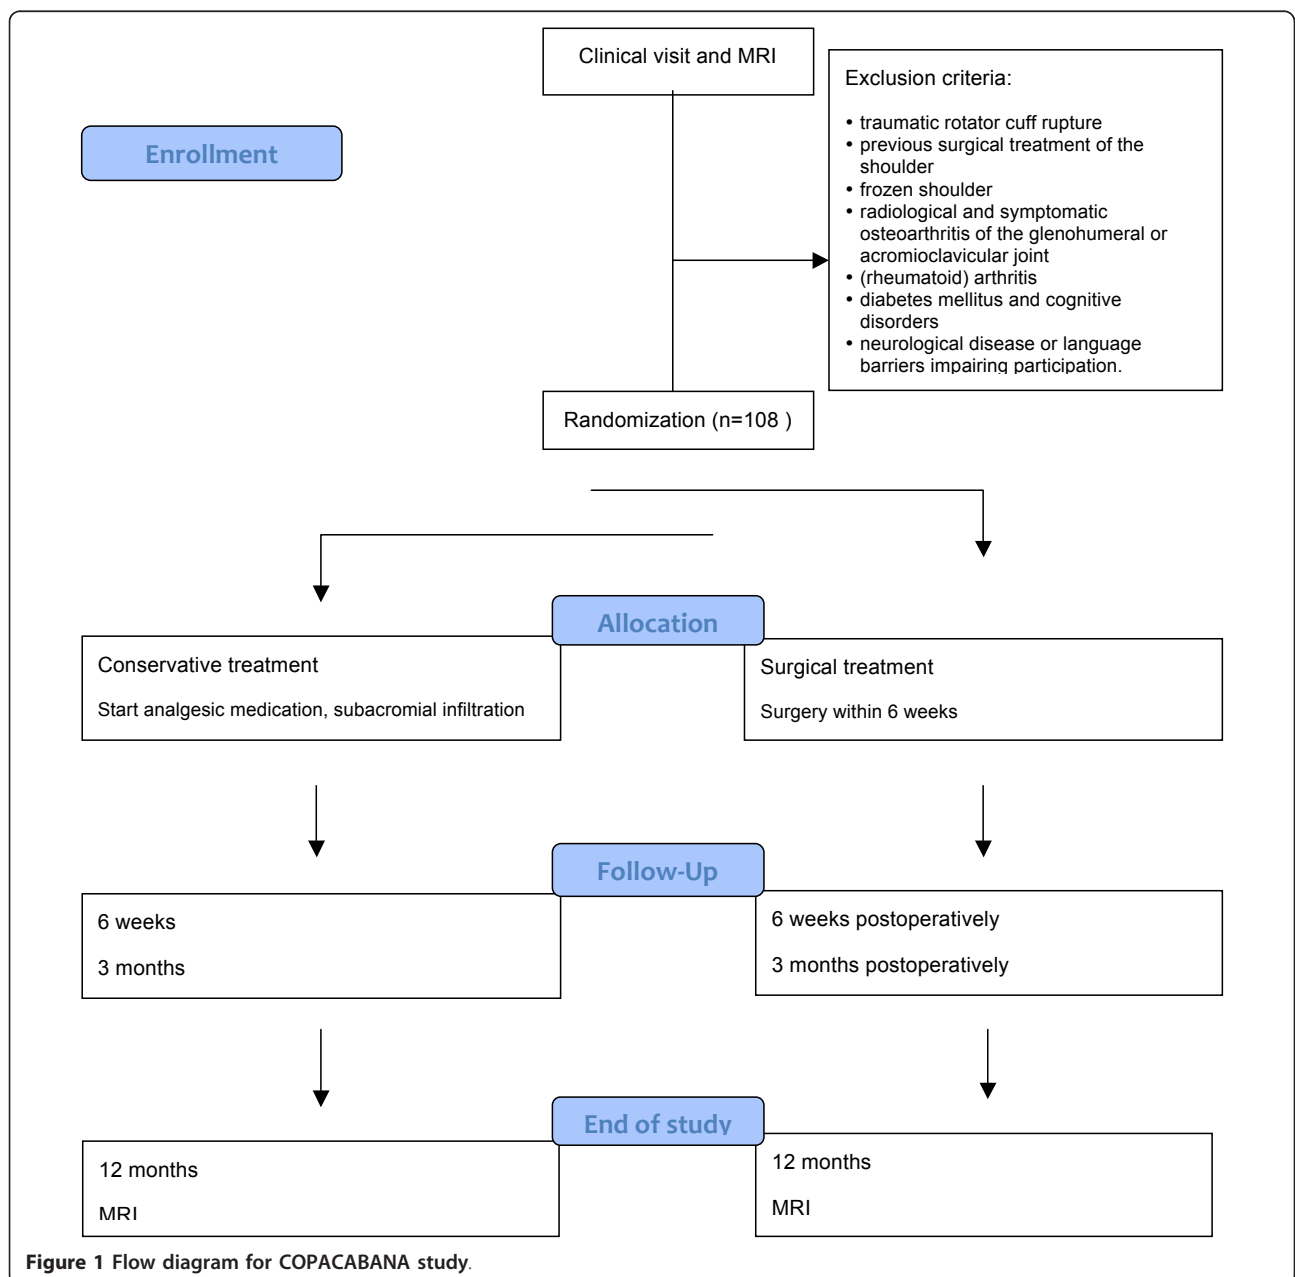 Clinical visit and MRI
Exclusion criteria:
• traumatic rotator cuff rupture
• previous surgical treatment of the
shoulder
• frozen shoulder
• radiological and symptomatic
osteoarthritis of the glenohumeral or
acromioclavicular joint
• (rheumatoid) arthritis
• diabetes mellitus and cognitive
disorders
• neurological disease or language
barriers impairing participation.
Enrollment
Randomization (n=108 )
Allocation
Conservative treatment
Start analgesic medication, subacromial infiltration
Surgical treatment
Surgery within 6 weeks
Follow-Up
6 weeks
3 months
6 weeks postoperatively
3 months postoperatively
End of study
12 months
MRI
12 months
MRI
Figure 1 Flow diagram for COPACABANA study.